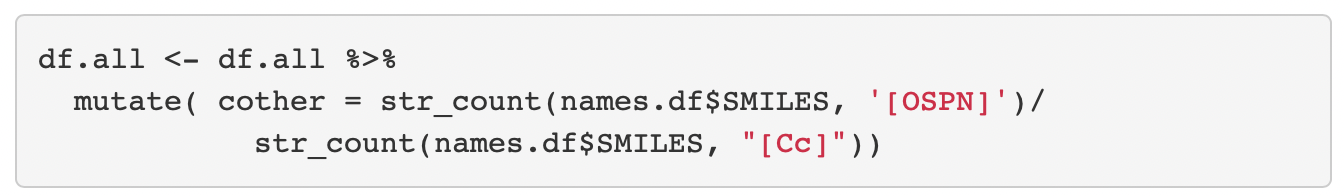 df.all <- df.all %>%
  mutate( cother = str_count(names.df$SMILES, '[OSPN]')/
            str_count(names.df$SMILES, "[Cc]"))